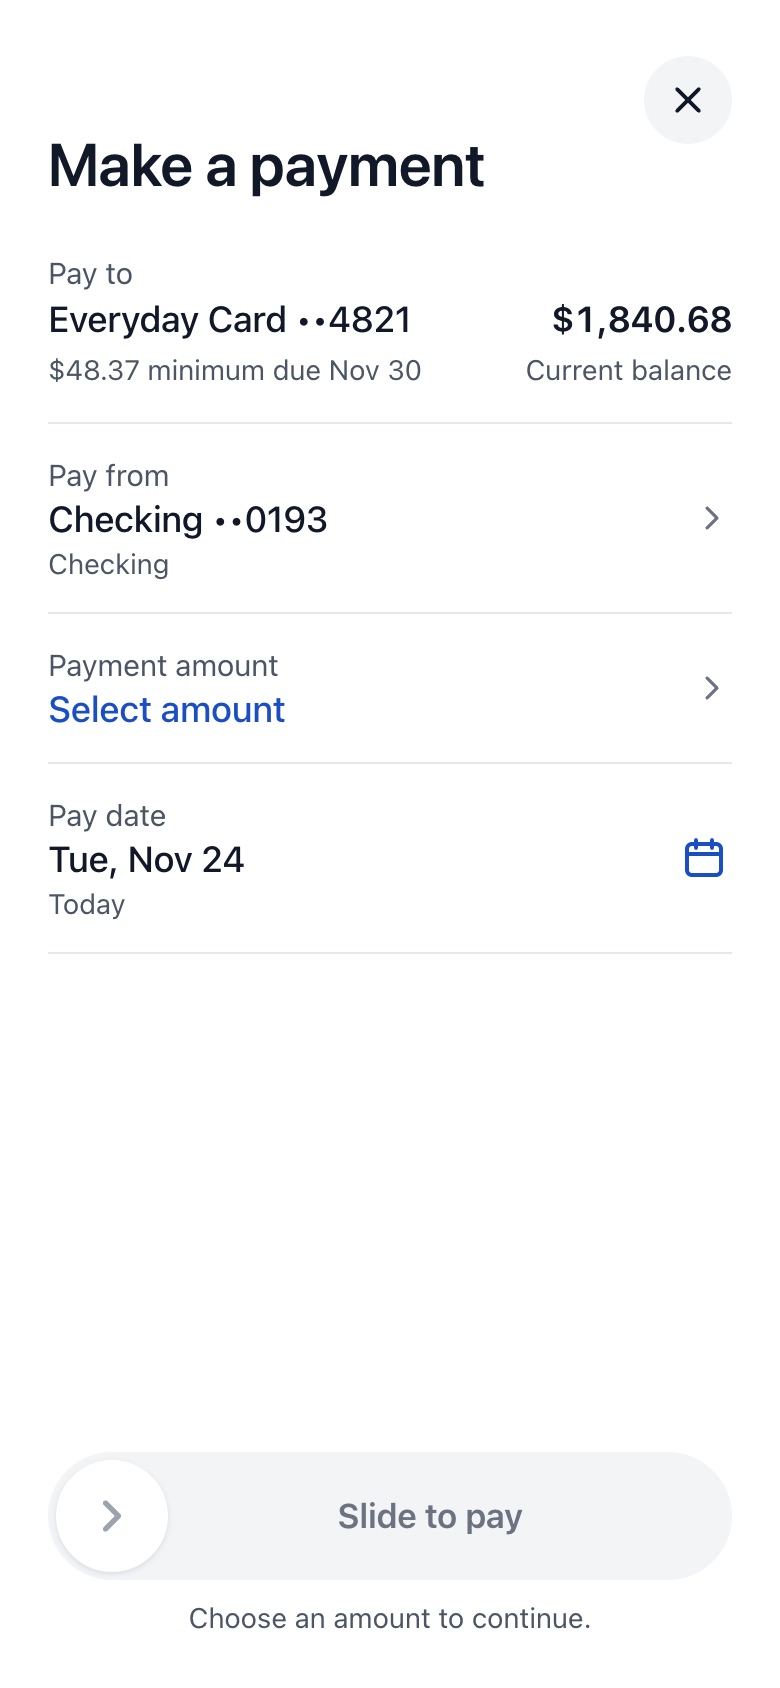 Make a payment
Pay to
Everyday Card ••4821
$1,840.68
$48.37 minimum due Nov 30
Current balance
Pay from
Checking ••0193
Checking
Payment amount
Select amount
Pay date
Tue, Nov 24
Today
Slide to pay
Choose an amount to continue.